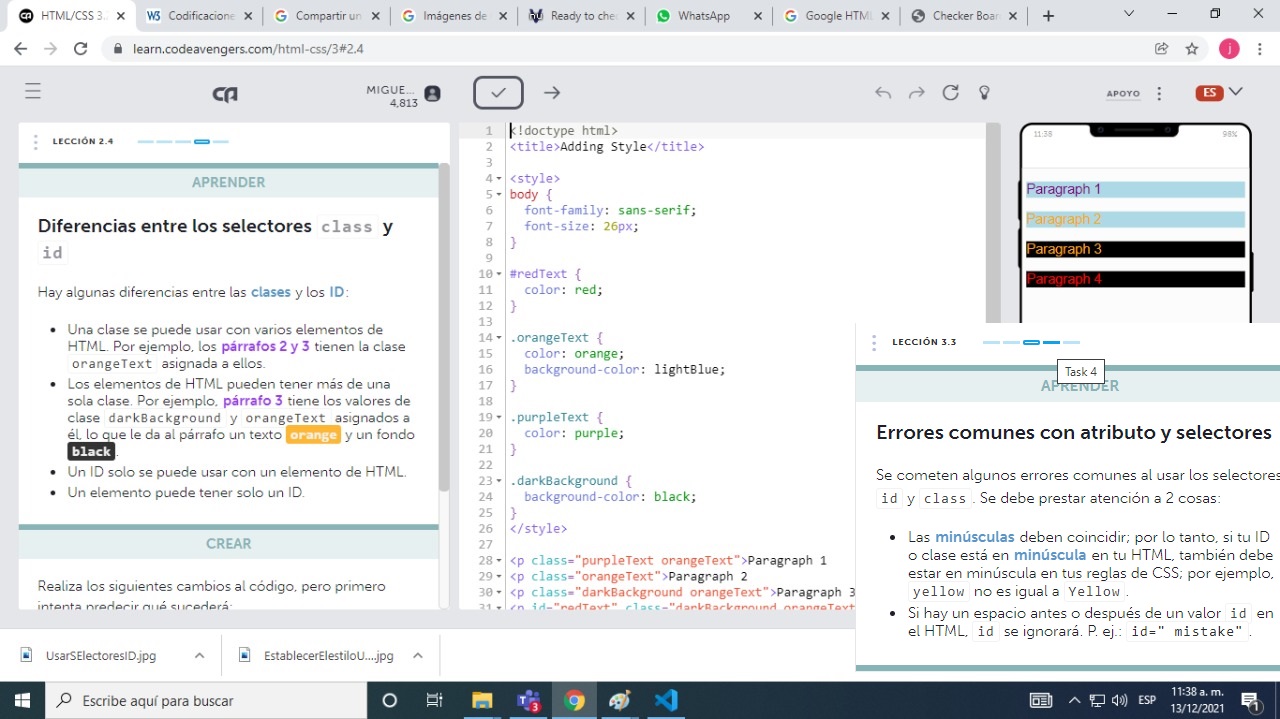 HTML/CSS 3.
Codificacione
Compartir un
Imágenes de
Ready to che
WhatsApp
Google HTML
Checker Boar
learn.codeavengers.com/html-css/3#2.4
j
MIGUE...
4,813
APOYO
ES
LECCIÓN 2.4
APRENDER
Diferencias entre los selectores class y
id
Hay algunas diferencias entre las clases y los ID:
• Una clase se puede usar con varios elementos de
HTML. Por ejemplo, los párrafos 2 y 3 tienen la clase
orangeText asignada a ellos.
• Los elementos de HTML pueden tener más de una
sola clase. Por ejemplo, párrafo 3 tiene los valores de
clase darkBackground y orangeText asignados a
él, lo que le da al párrafo un texto orange y un fondo
black.
• Un ID solo se puede usar con un elemento de HTML.
• Un elemento puede tener solo un ID.
CREAR
Realiza los siguientes cambios al código, pero primero
intenta predecir qué sucederá:
1 <!doctype html>
2 <title>Adding Style</title>
3
4 <style>
5 body {
6 font-family: sans-serif;
7 font-size: 26px;
8 }
9
10 #redText {
11 color: red;
12 }
13
14 .orangeText {
15 color: orange;
16 background-color: lightBlue;
17 }
18
19 .purpleText {
20 color: purple;
21 }
22
23 .darkBackground {
24 background-color: black;
25 }
26 </style>
27
28 <p class="purpleText orangeText">Paragraph 1
29 <p class="orangeText">Paragraph 2
30 <p class="darkBackground orangeText">Paragraph 3
31 <p id="redText" class="darkBackground orangeText
11:38
98%
Paragraph 1
Paragraph 2
Paragraph 3
Paragraph 4
LECCIÓN 3.3
Task 4
APRENDER
Errores comunes con atributo y selectores
Se cometen algunos errores comunes al usar los selectores
id y class. Se debe prestar atención a 2 cosas:
• Las minúsculas deben coincidir; por lo tanto, si tu ID
o clase está en minúscula en tu HTML, también debe
estar en minúscula en tus reglas de CSS; por ejemplo,
yellow no es igual a Yellow.
• Si hay un espacio antes o después de un valor id en
el HTML, id se ignorará. P. ej.: id=" mistake".
UsarSElectoresID.jpg
EstablecerElestiloU....jpg
Escribe aquí para buscar
3
ESP
11:38 a. m.
13/12/2021
1